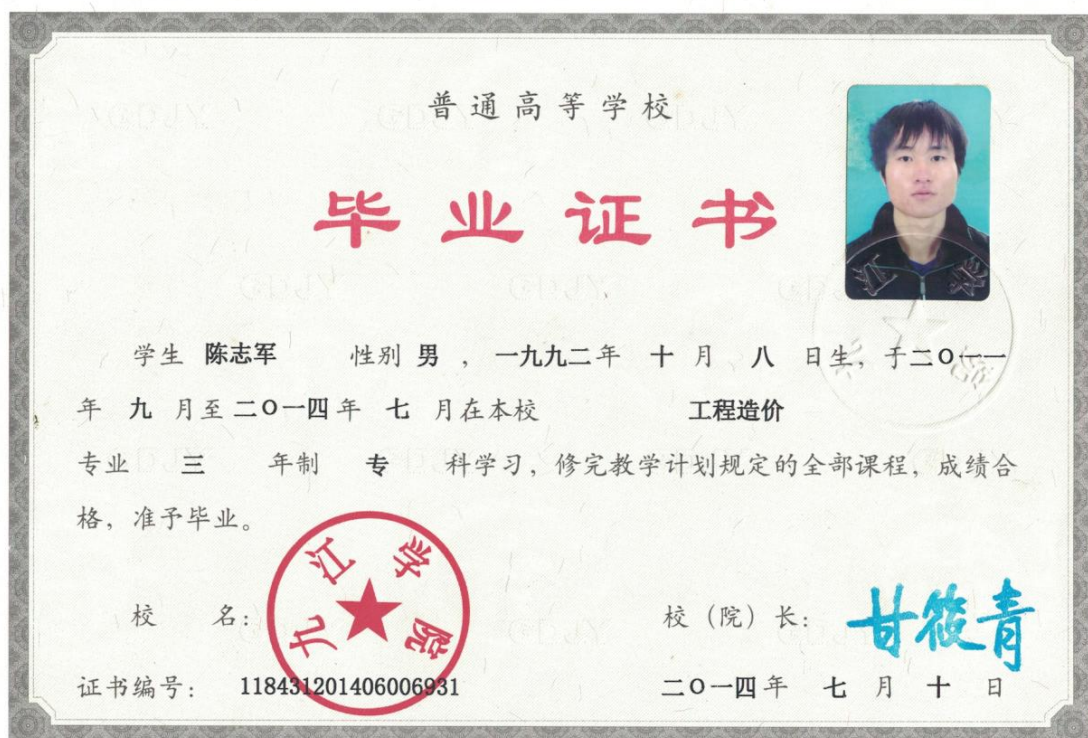 普通高等学校
毕业证书
学生 陈志军 性别 男 ，一九九二年 十 月 八 日生，于二〇一一
年 九 月至二〇一四年 七 月在本校 工程造价
专业 三 年制 专 科学习，修完教学计划规定的全部课程，成绩合
格，准予毕业。
九江学院
校 名： 校（院）长： 甘筱青
证书编号： 118431201406006931 二〇一四年 七 月 十 日